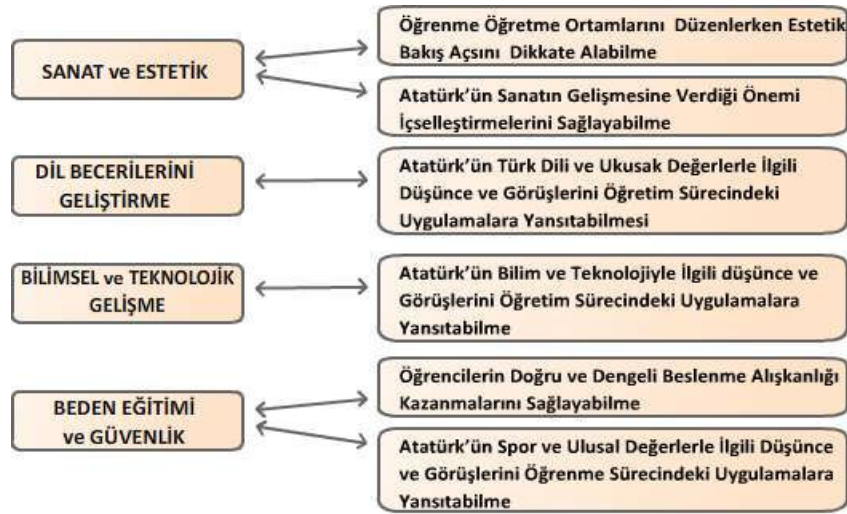 SANAT ve ESTETİK
Öğrenme Öğretme Ortamlarını Düzenlerken Estetik
Bakış Açsını Dikkate Alabilme
Atatürk'ün Sanatın Gelişmesine Verdiği Önemi
İçselleştirmelerini Sağlayabilme
DİL BECERİLERİNİ
GELİŞTİRME
Atatürk'ün Türk Dili ve Ukusak Değerlerle İlgili
Düşünce ve Görüşlerini Öğretim Sürecindeki
Uygulamalara Yansıtabilmesi
BİLİMSEL ve TEKNOLOJİK
GELİŞME
Atatürk'ün Bilim ve Teknolojiyle İlgili düşünce ve
Görüşlerini Öğretim Sürecindeki Uygulamalara
Yansıtabilme
BEDEN EĞİTİMİ
ve GÜVENLİK
Öğrencilerin Doğru ve Dengeli Beslenme Alışkanlığı
Kazanmalarını Sağlayabilme
Atatürk'ün Spor ve Ulusal Değerlerle İlgili Düşünce
ve Görüşlerini Öğrenme Sürecindeki Uygulamalara
Yansıtabilme